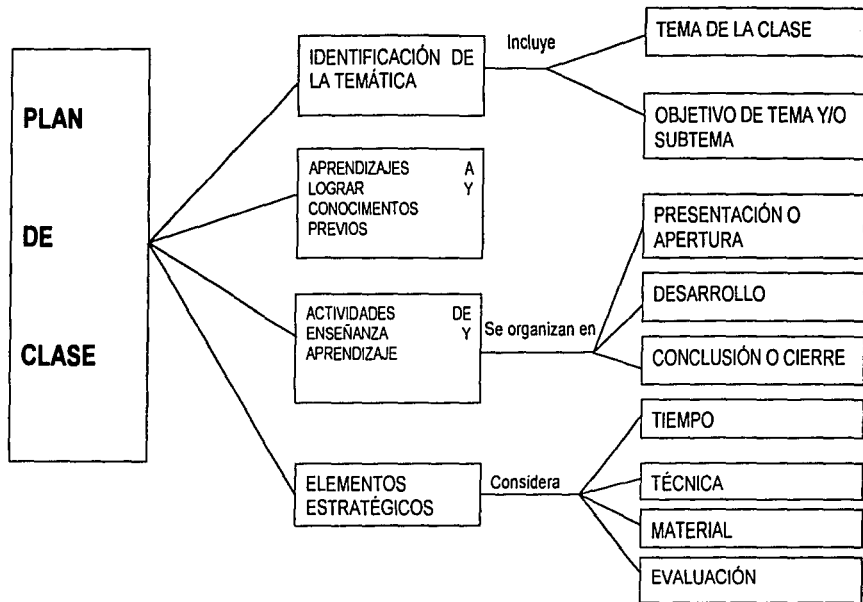 PLAN
DE
CLASE
IDENTIFICACIÓN DE
LA TEMÁTICA
Incluye
TEMA DE LA CLASE
OBJETIVO DE TEMA Y/O
SUBTEMA
APRENDIZAJES A
LOGRAR Y
CONOCIMENTOS
PREVIOS
ACTIVIDADES DE
ENSEÑANZA Y
APRENDIZAJE
Se organizan en
PRESENTACIÓN O
APERTURA
DESARROLLO
CONCLUSIÓN O CIERRE
ELEMENTOS
ESTRATÉGICOS
Considera
TIEMPO
TÉCNICA
MATERIAL
EVALUACIÓN